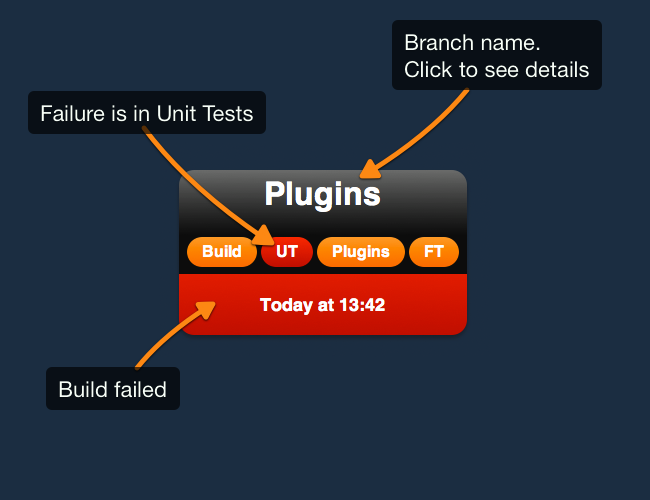 Branch name.
Click to see details
Failure is in Unit Tests
Plugins
Build UT Plugins FT
Today at 13:42
Build failed